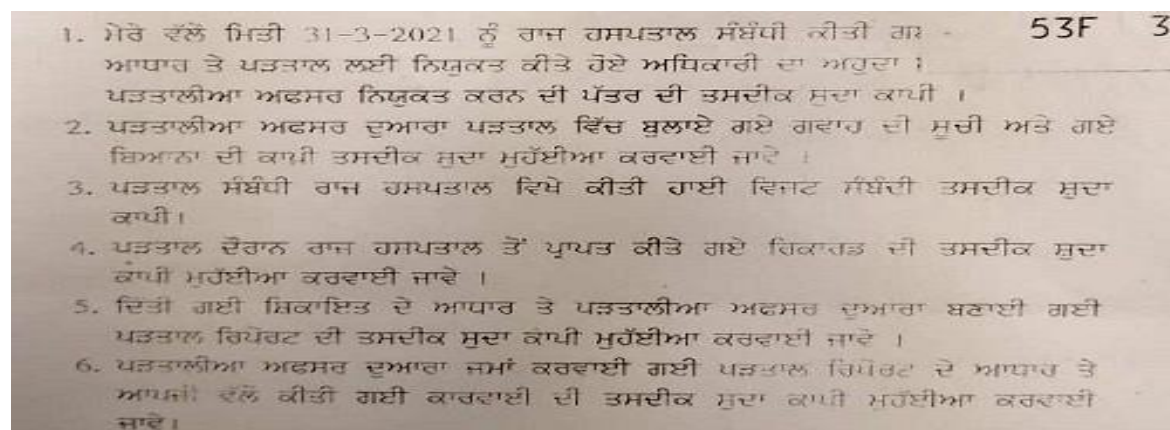 1. ਮੇਰੇ ਵੱਲੋਂ ਮਿਤੀ 31-3-2021 ਨੂੰ ਰਾਜ ਹਸਪਤਾਲ ਸੰਬੰਧੀ ਕੀਤੀ ਗਈ 53F 3
ਆਧਾਰ ਤੇ ਪੜਤਾਲ ਲਈ ਨਿਯੁਕਤ ਕੀਤੇ ਹੋਏ ਅਧਿਕਾਰੀ ਦਾ ਅਹੁਦਾ
ਪੜਤਾਲੀਆ ਅਫਸਰ ਨਿਯੁਕਤ ਕਰਨ ਦੀ ਪੱਤਰ ਦੀ ਤਸਦੀਕ ਸੁਦਾ ਕਾਪੀ ।
2. ਪੜਤਾਲੀਆ ਅਫਸਰ ਦੁਆਰਾ ਪੜਤਾਲ ਵਿੱਚ ਬੁਲਾਏ ਗਏ ਗਵਾਹ ਦੀ ਸੂਚੀ ਅਤੇ ਗਏ
ਬਿਆਨਾ ਦੀ ਕਾਪੀ ਤਸਦੀਕ ਸੁਦਾ ਮੁਹੱਈਆ ਕਰਵਾਈ ਜਾਵੇ ।
3. ਪੜਤਾਲ ਸੰਬੰਧੀ ਰਾਜ ਹਸਪਤਾਲ ਵਿਖੇ ਕੀਤੀ ਹਾਈ ਵਿਜਟ ਸੰਬੰਦੀ ਤਸਦੀਕ ਸੁਦਾ
ਕਾਪੀ।
4. ਪੜਤਾਲ ਦੌਰਾਨ ਰਾਜ ਹਸਪਤਾਲ ਤੋਂ ਪ੍ਰਾਪਤ ਕੀਤੇ ਗਏ ਰਿਕਾਰਡ ਦੀ ਤਸਦੀਕ ਸੁਦਾ
ਕਾਪੀ ਮੁਹੱਈਆ ਕਰਵਾਈ ਜਾਵੇ ।
5. ਦਿੱਤੀ ਗਈ ਸ਼ਿਕਾਇਤ ਦੇ ਆਧਾਰ ਤੇ ਪੜਤਾਲੀਆ ਅਫਸਰ ਦੁਆਰਾ ਬਣਾਈ ਗਈ
ਪੜਤਾਲ ਰਿਪੋਰਟ ਦੀ ਤਸਦੀਕ ਸੁਦਾ ਕਾਪੀ ਮੁਹੱਈਆ ਕਰਵਾਈ ਜਾਵੇ ।
6. ਪੜਤਾਲੀਆ ਅਫਸਰ ਦੁਆਰਾ ਜਮਾਂ ਕਰਵਾਈ ਗਈ ਪੜਤਾਲ ਰਿਪੋਰਟ ਦੇ ਆਧਾਰ ਤੇ
ਆਪਜੀ ਵੱਲੋਂ ਕੀਤੀ ਗਈ ਕਾਰਵਾਈ ਦੀ ਤਸਦੀਕ ਸੁਦਾ ਕਾਪੀ ਮੁਹੱਈਆ ਕਰਵਾਈ
ਜਾਵੇ।